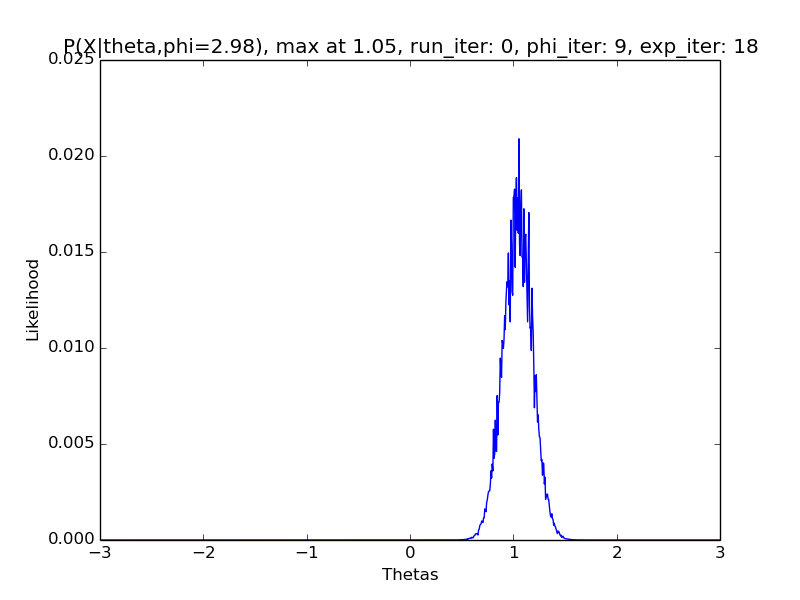 P(X|theta,phi=2.98), max at 1.05, run_iter: 0, phi_iter: 9, exp_iter: 18
0.025
0.020
0.015
0.010
0.005
0.000
Likelihood
−3 −2 −1 0 1 2 3
Thetas